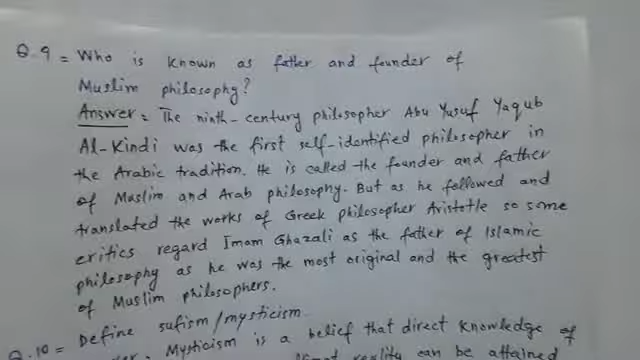 Q.9 = Who is known as father and founder of
Muslim philosophy?
Answer = The ninth-century philosopher Abu Yusuf Yaqub
Al-Kindi was the first self-identified philosopher in
the Arabic tradition. He is called the founder and father
of Muslim and Arab philosophy. But as he followed and
translated the works of Greek philosopher Aristotle so some
critics regard Imam Ghazali as the father of Islamic
philosophy as he was the most original and the greatest
of Muslim philosophers.
Q.10 = Define sufism/mysticism.
Mysticism is a belief that direct knowledge of
reality can be attained